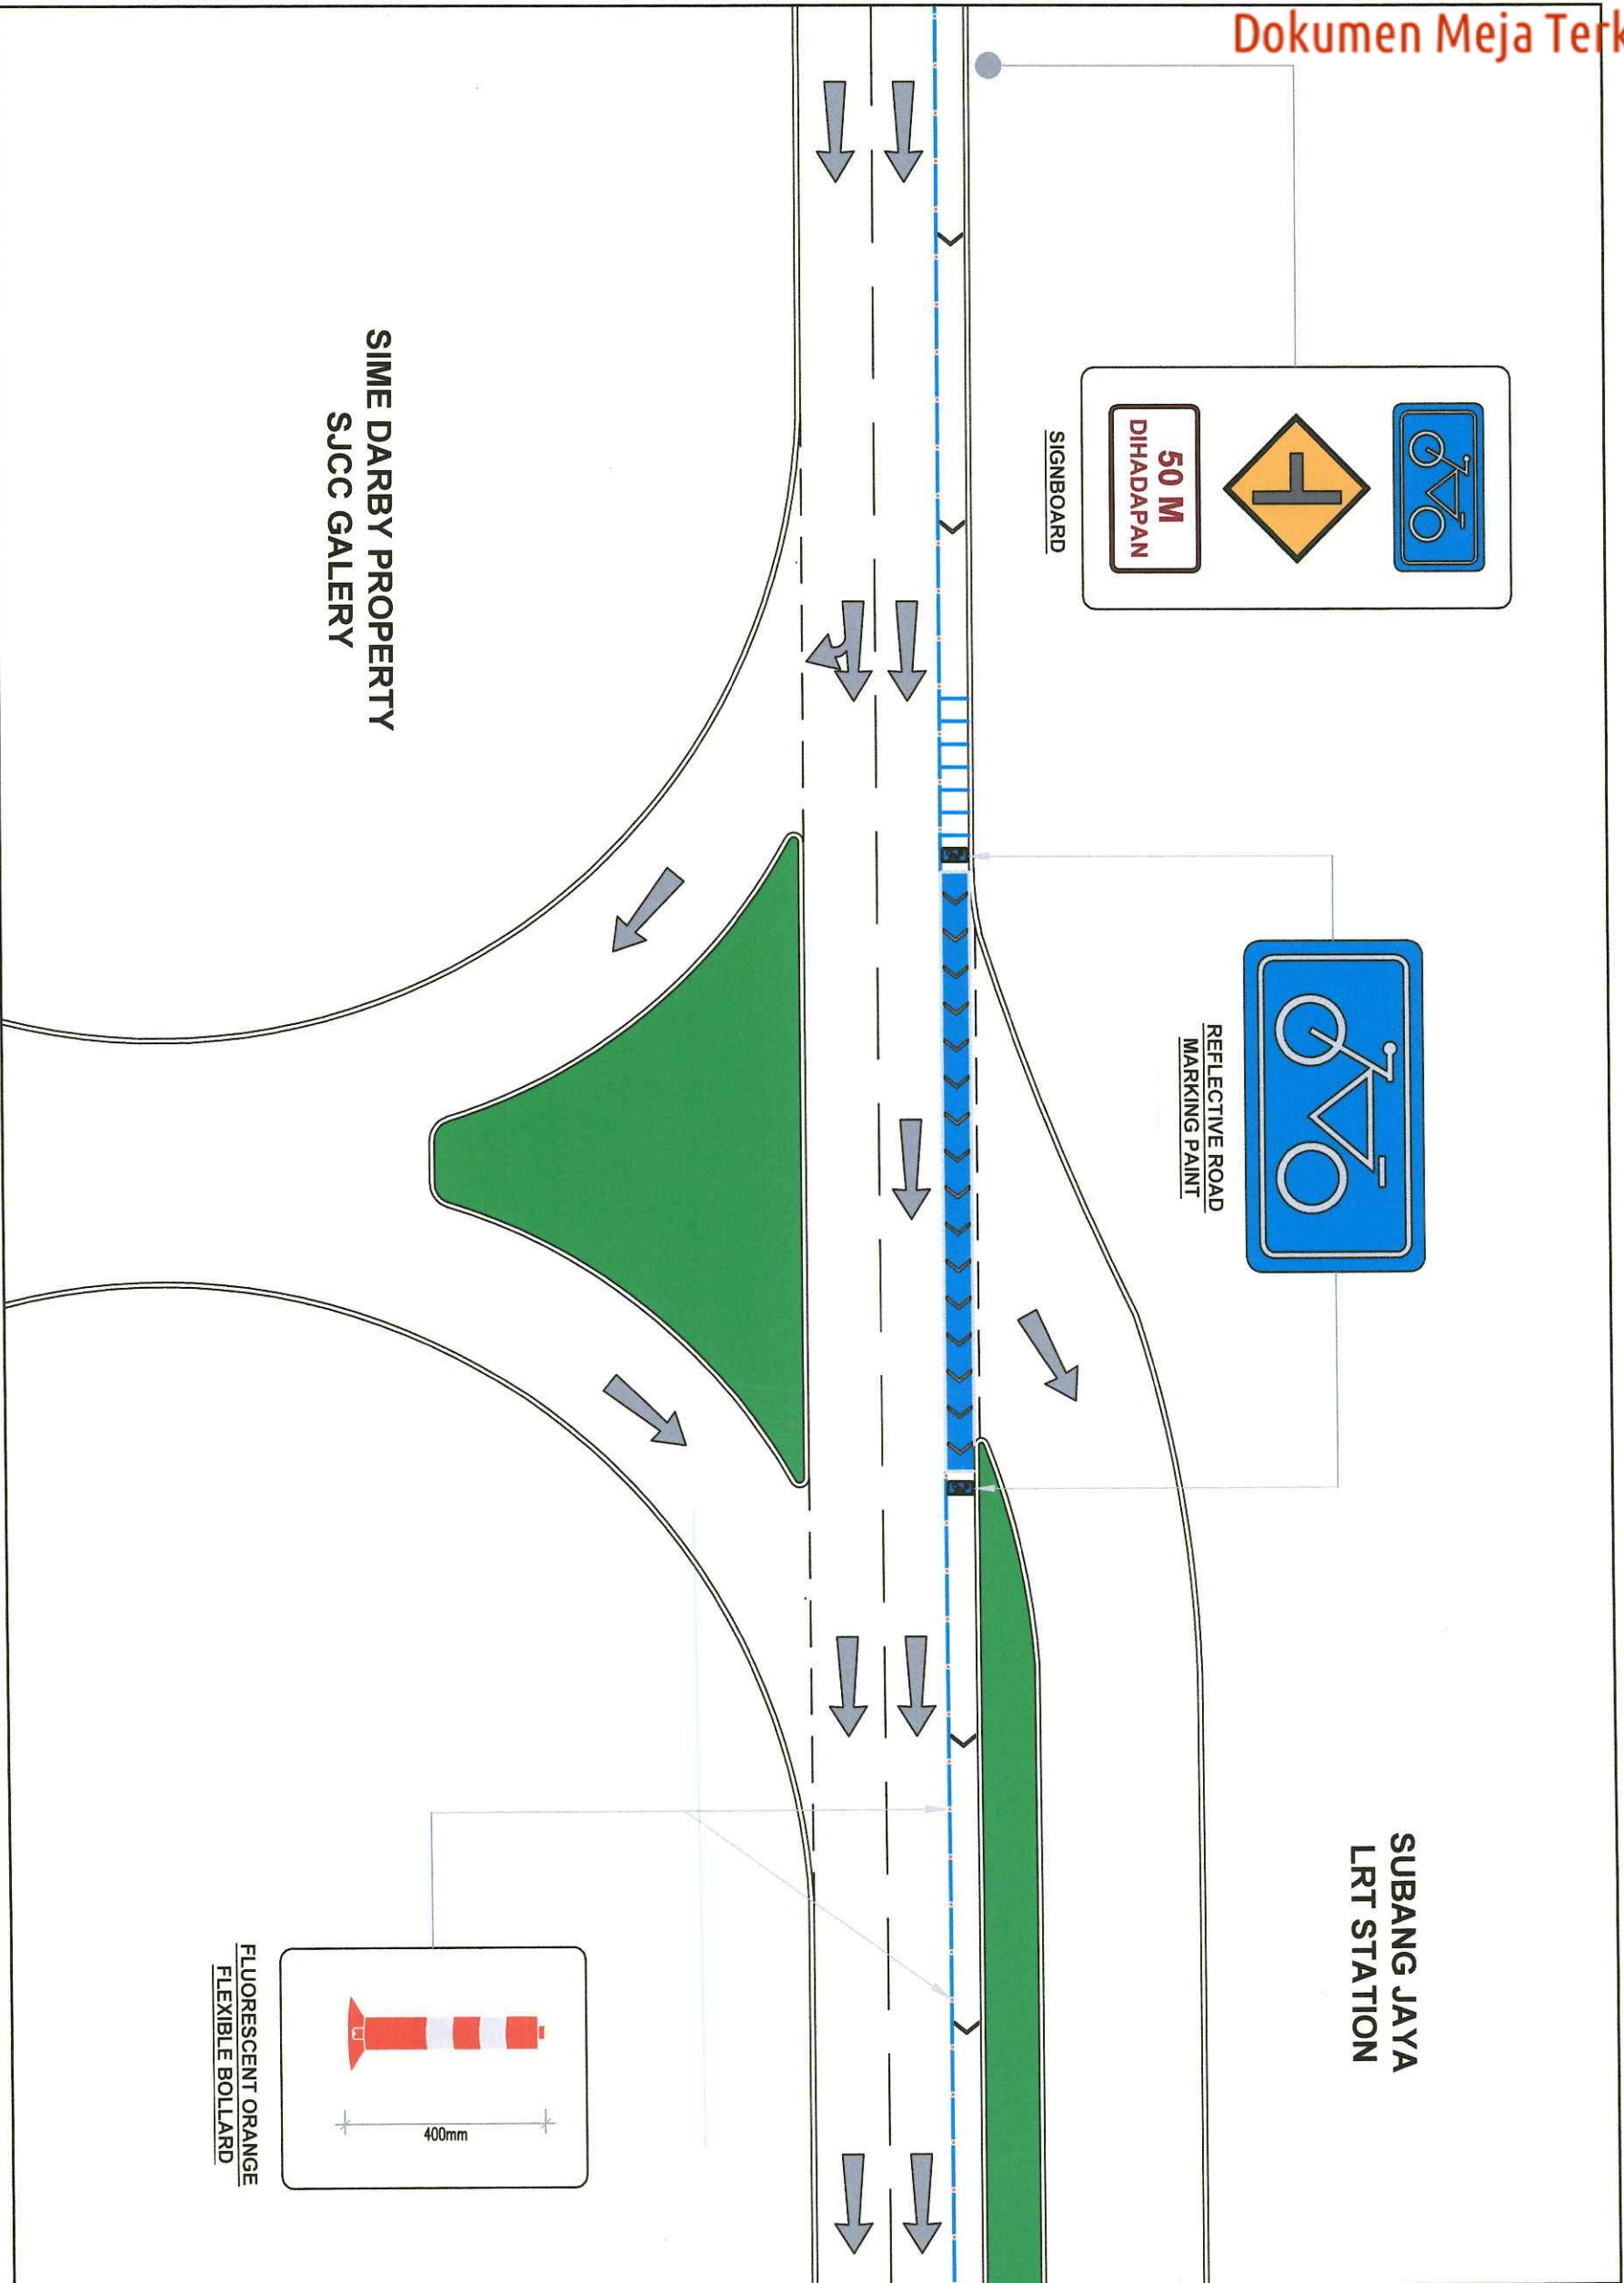 Dokumen Meja Terk
50 M
DIHADAPAN
SIGNBOARD
REFLECTIVE ROAD
MARKING PAINT
SUBANG JAYA
LRT STATION
SIME DARBY PROPERTY
SJCC GALERY
400mm
FLUORESCENT ORANGE
FLEXIBLE BOLLARD